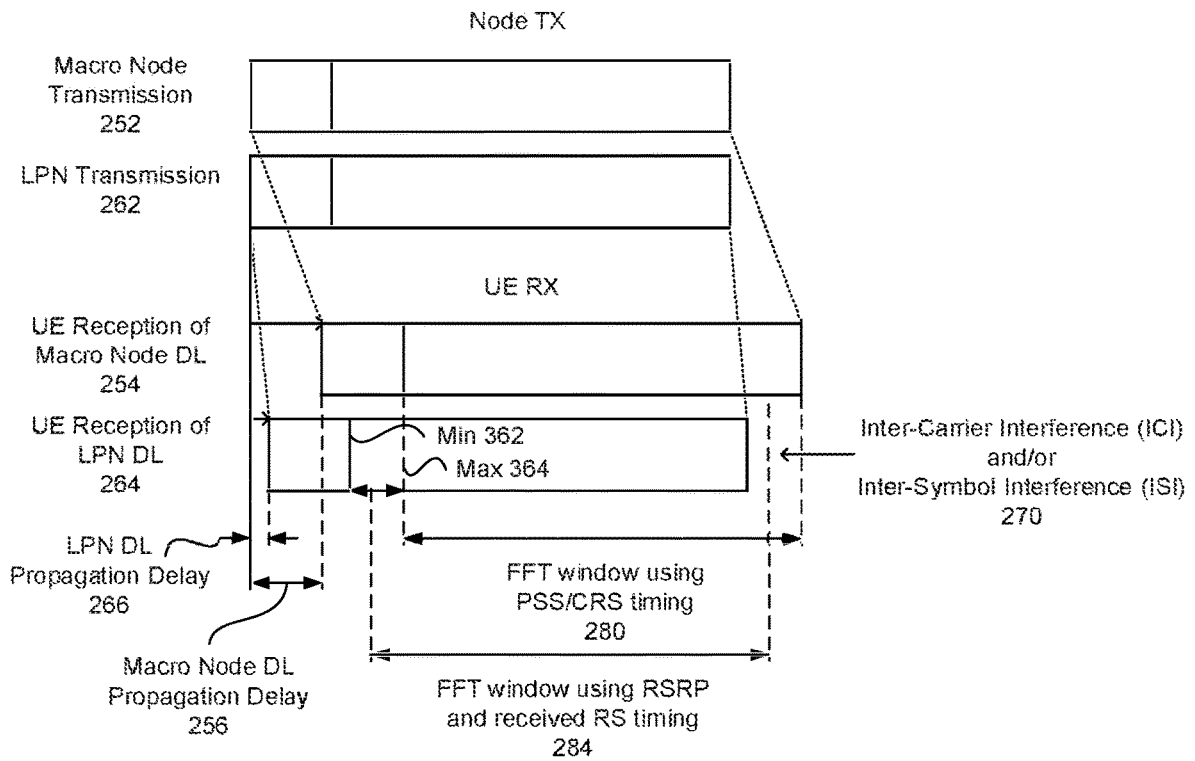 Node TX
Macro Node
Transmission
252
LPN Transmission
262
UE RX
UE Reception of
Macro Node DL
254
UE Reception of
LPN DL
264
Min 362
Max 364
Inter-Carrier Interference (ICI)
and/or
Inter-Symbol Interference (ISI)
270
LPN DL
Propagation Delay
266
FFT window using
PSS/CRS timing
280
Macro Node DL
Propagation Delay
256
FFT window using RSRP
and received RS timing
284